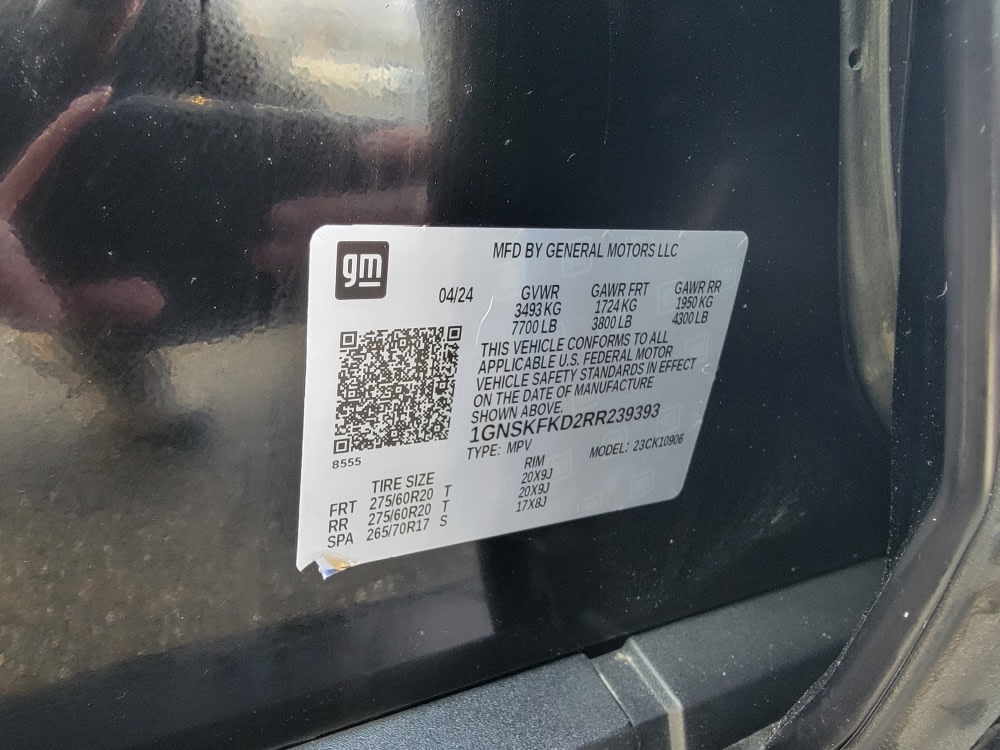 gm
MFD BY GENERAL MOTORS LLC
04/24 GVWR GAWR FRT GAWR RR
3493 KG 1724 KG 1950 KG
7700 LB 3800 LB 4300 LB
THIS VEHICLE CONFORMS TO ALL
APPLICABLE U.S. FEDERAL MOTOR
VEHICLE SAFETY STANDARDS IN EFFECT
ON THE DATE OF MANUFACTURE
SHOWN ABOVE.
1GNSKFKD2RR239393
8555
TYPE: MPV MODEL: 23CK10906
TIRE SIZE RIM
FRT 275/60R20 T 20X9J
RR 275/60R20 T 20X9J
SPA 265/70R17 S 17X8J